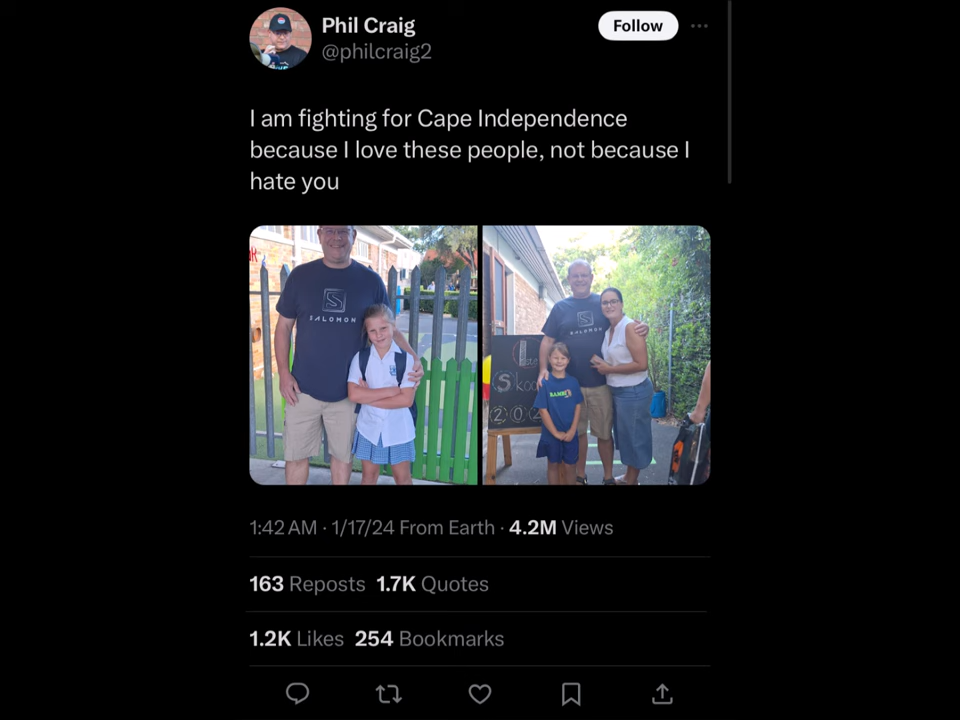 Phil Craig
Follow
@philcraig2
I am fighting for Cape Independence
because I love these people, not because I
hate you
SALOMON
SALOMON
S
202
1:42 AM · 1/17/24 From Earth · 4.2M Views
163 Reposts 1.7K Quotes
1.2K Likes 254 Bookmarks